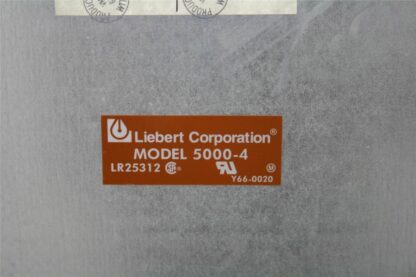 Liebert Corporation®
MODEL 5000-4
LR25312
Y66-0020